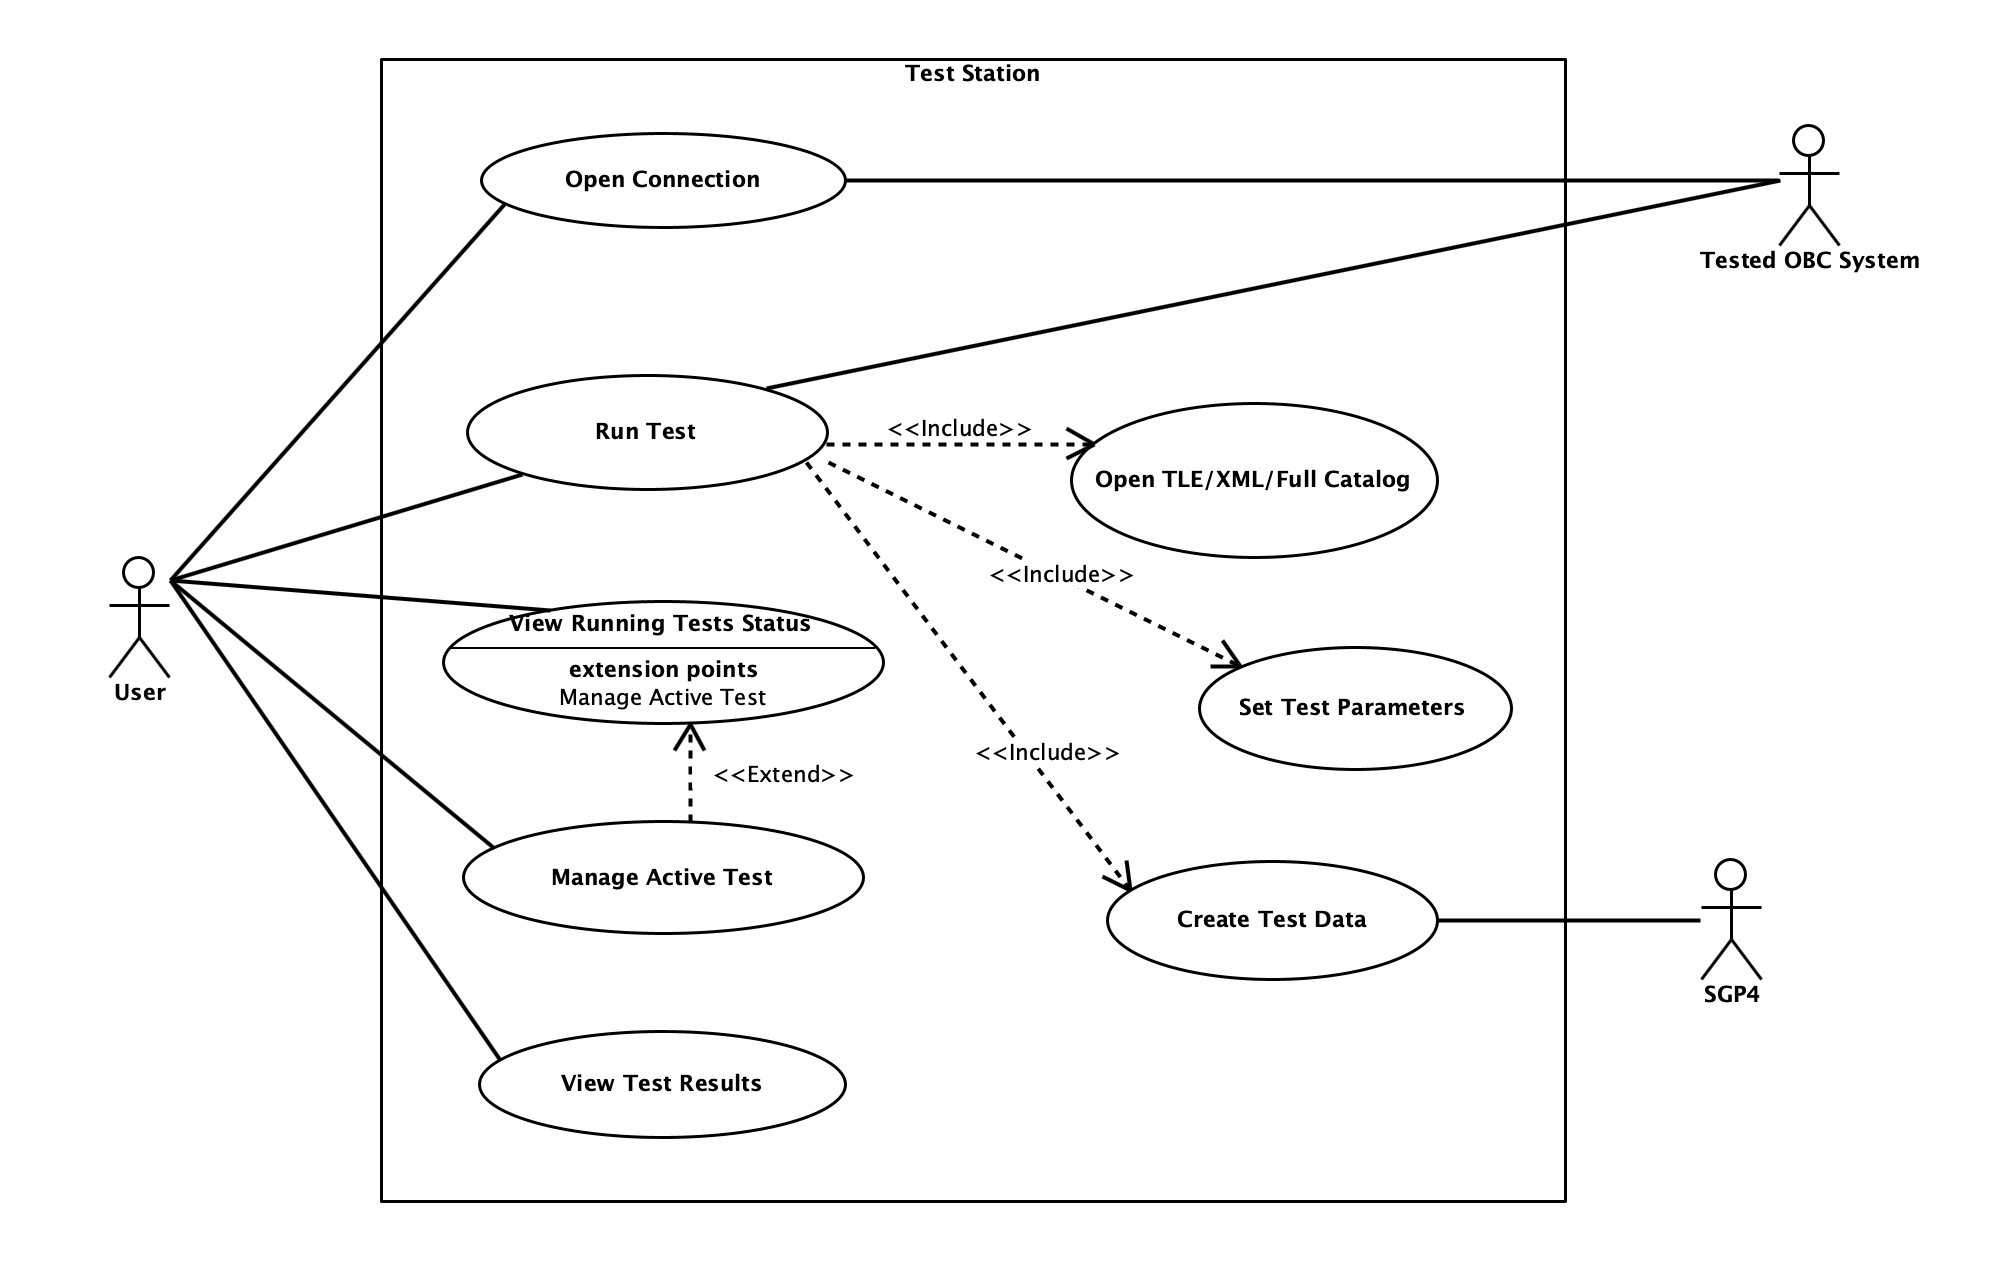 Test Station
Open Connection
Tested OBC System
Run Test
<<Include>>
Open TLE/XML/Full Catalog
<<Include>>
View Running Tests Status
extension points
Manage Active Test
User
Set Test Parameters
<<Include>>
<<Extend>>
Manage Active Test
Create Test Data
SGP4
View Test Results